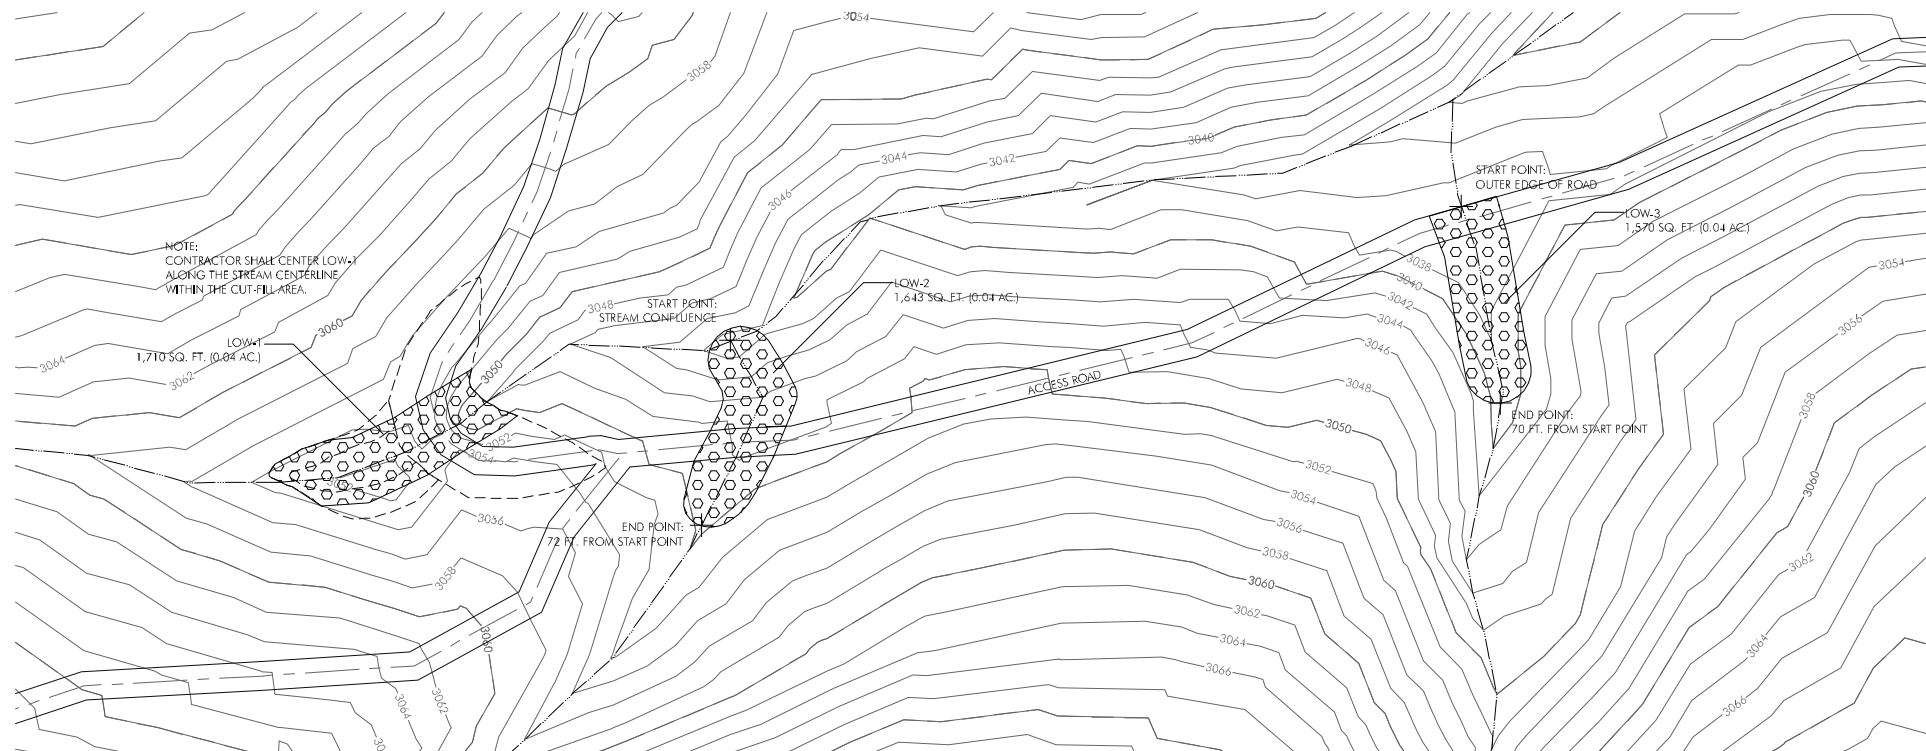 3054
3058
3040
3044
3042
3046
START POINT:
OUTER EDGE OF ROAD
LOW-3
1,570 SQ. FT. (0.04 AC.)
NOTE:
CONTRACTOR SHALL CENTER LOW-1
ALONG THE STREAM CENTERLINE
WITHIN THE CUT-FILL AREA.
3038
3040
3042
3044
3046
3054
3056
LOW-2
1,643 SQ. FT. (0.04 AC.)
3048
START POINT:
STREAM CONFLUENCE
3060
LOW-1
1,710 SQ. FT. (0.04 AC.)
3064
3062
3050
ACCESS ROAD
3048
3058
END POINT:
70 FT. FROM START POINT
3050
3052
3054
3052
3052
3054
3056
3058
3060
3056
END POINT:
72 FT. FROM START POINT
3058
3060
3062
3060
3062
3064
3066
3064
3066
3062
3064